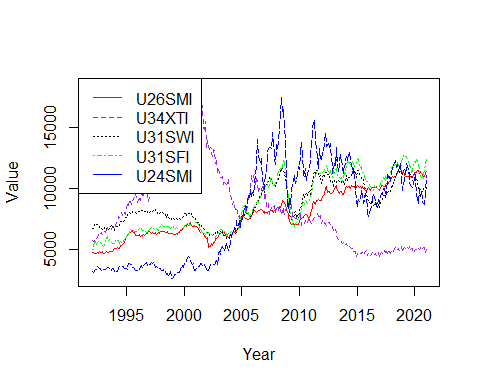 U26SMI
U34XTI
U31SWI
U31SFI
U24SMI
Value
5000
10000
15000
1995
2000
2005
2010
2015
2020
Year